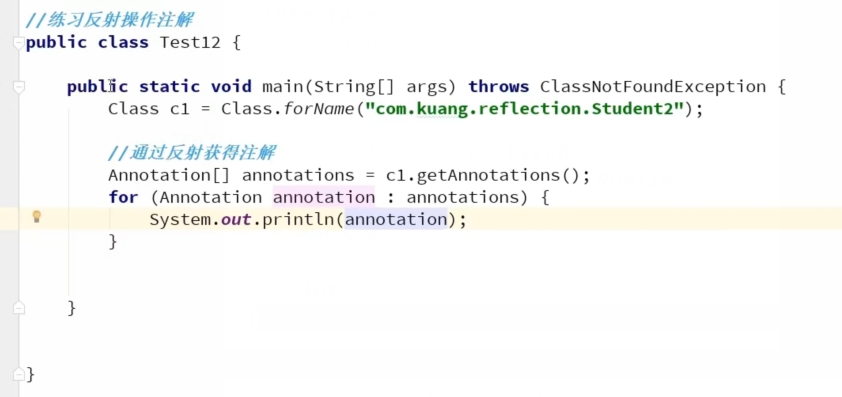 //练习反射操作注解
public class Test12 {
public static void main(String[] args) throws ClassNotFoundException {
Class c1 = Class.forName("com.kuang.reflection.Student2");
//通过反射获得注解
Annotation[] annotations = c1.getAnnotations();
for (Annotation annotation : annotations) {
System.out.println(annotation);
}
}
}